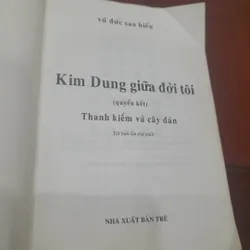 vũ đức sao biển
Kim Dung giữa đời tôi
(quyển kết)
Thanh kiếm và cây đàn
NHÀ XUẤT BẢN TRẺ